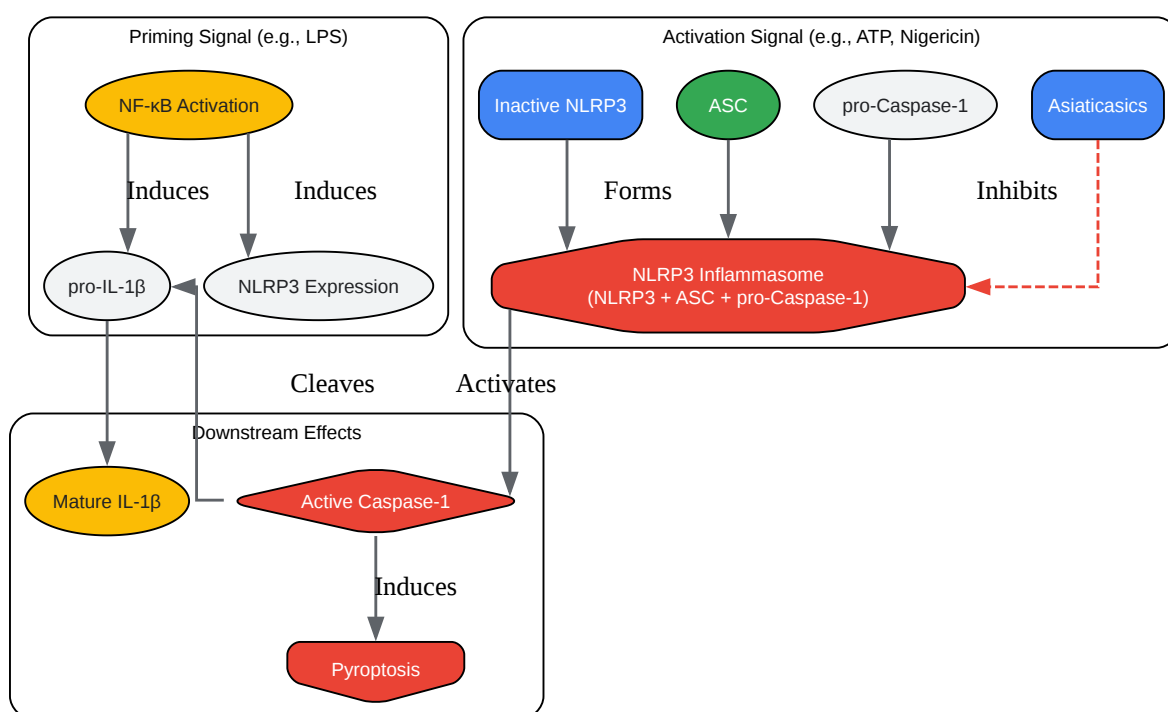 Priming Signal (e.g., LPS)
Activation Signal (e.g., ATP, Nigericin)
NF-κB Activation
Inactive NLRP3
ASC
pro-Caspase-1
Asiaticasics
Induces
Induces
Forms
Inhibits
pro-IL-1β
NLRP3 Expression
NLRP3 Inflammasome
(NLRP3 + ASC + pro-Caspase-1)
Cleaves
Activates
Downstream Effects
Mature IL-1β
Active Caspase-1
Induces
Pyroptosis